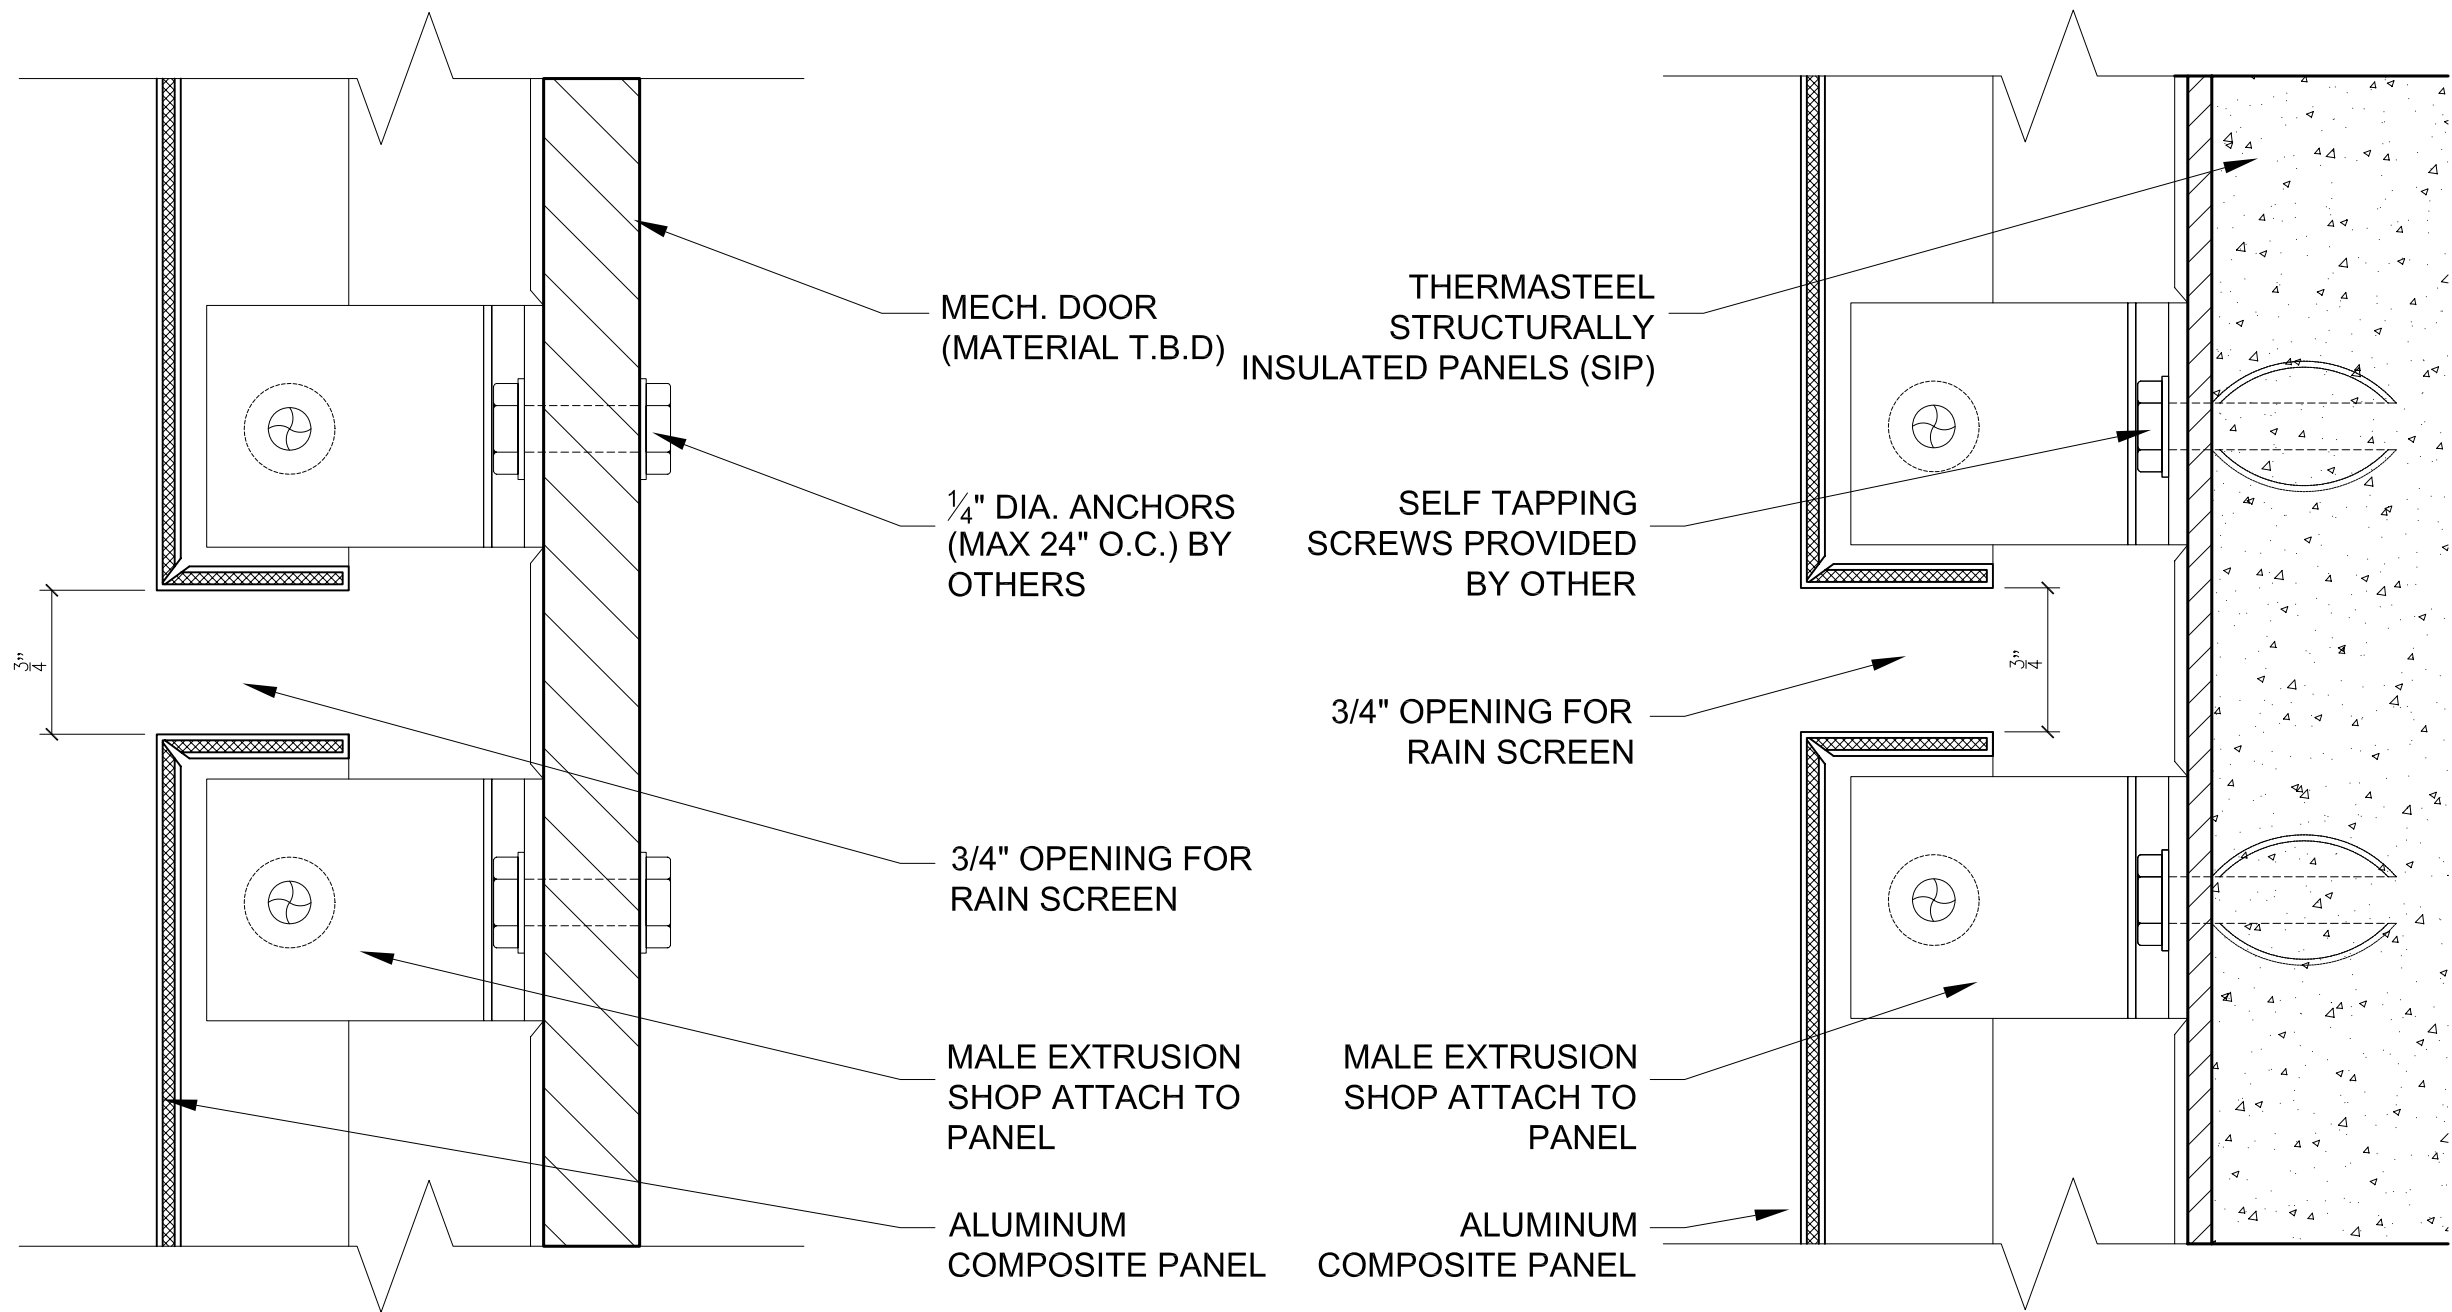 MECH. DOOR
(MATERIAL T.B.D)
1/4" DIA. ANCHORS
(MAX 24" O.C.) BY
OTHERS
3/4"
3/4" OPENING FOR
RAIN SCREEN
MALE EXTRUSION
SHOP ATTACH TO
PANEL
ALUMINUM
COMPOSITE PANEL
THERMASTEEL
STRUCTURALLY
INSULATED PANELS (SIP)
SELF TAPPING
SCREWS PROVIDED
BY OTHER
3/4"
3/4" OPENING FOR
RAIN SCREEN
MALE EXTRUSION
SHOP ATTACH TO
PANEL
ALUMINUM
COMPOSITE PANEL